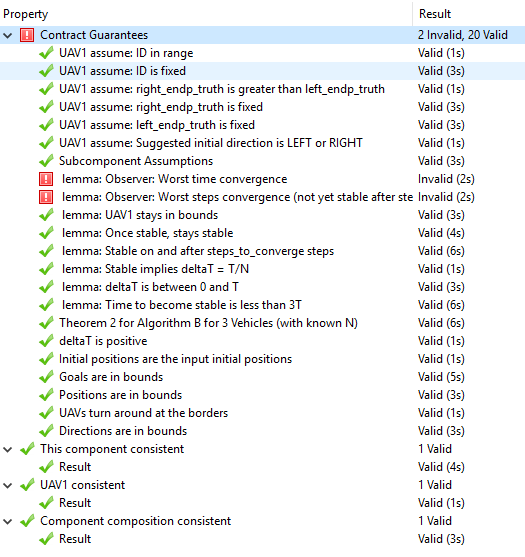 Property Result
Contract Guarantees 2 Invalid, 20 Valid
UAV1 assume: ID in range Valid (1s)
UAV1 assume: ID is fixed Valid (3s)
UAV1 assume: right_endp_truth is greater than left_endp_truth Valid (1s)
UAV1 assume: right_endp_truth is fixed Valid (3s)
UAV1 assume: left_endp_truth is fixed Valid (3s)
UAV1 assume: Suggested initial direction is LEFT or RIGHT Valid (1s)
Subcomponent Assumptions Valid (3s)
lemma: Observer: Worst time convergence Invalid (2s)
lemma: Observer: Worst steps convergence (not yet stable after ste Invalid (2s)
lemma: UAV1 stays in bounds Valid (3s)
lemma: Once stable, stays stable Valid (4s)
lemma: Stable on and after steps_to_converge steps Valid (6s)
lemma: Stable implies deltaT = T/N Valid (1s)
lemma: deltaT is between 0 and T Valid (3s)
lemma: Time to become stable is less than 3T Valid (6s)
Theorem 2 for Algorithm B for 3 Vehicles (with known N) Valid (6s)
deltaT is positive Valid (1s)
Initial positions are the input initial positions Valid (1s)
Goals are in bounds Valid (5s)
Positions are in bounds Valid (3s)
UAVs turn around at the borders Valid (1s)
Directions are in bounds Valid (3s)
This component consistent 1 Valid
Result Valid (4s)
UAV1 consistent 1 Valid
Result Valid (1s)
Component composition consistent 1 Valid
Result Valid (3s)